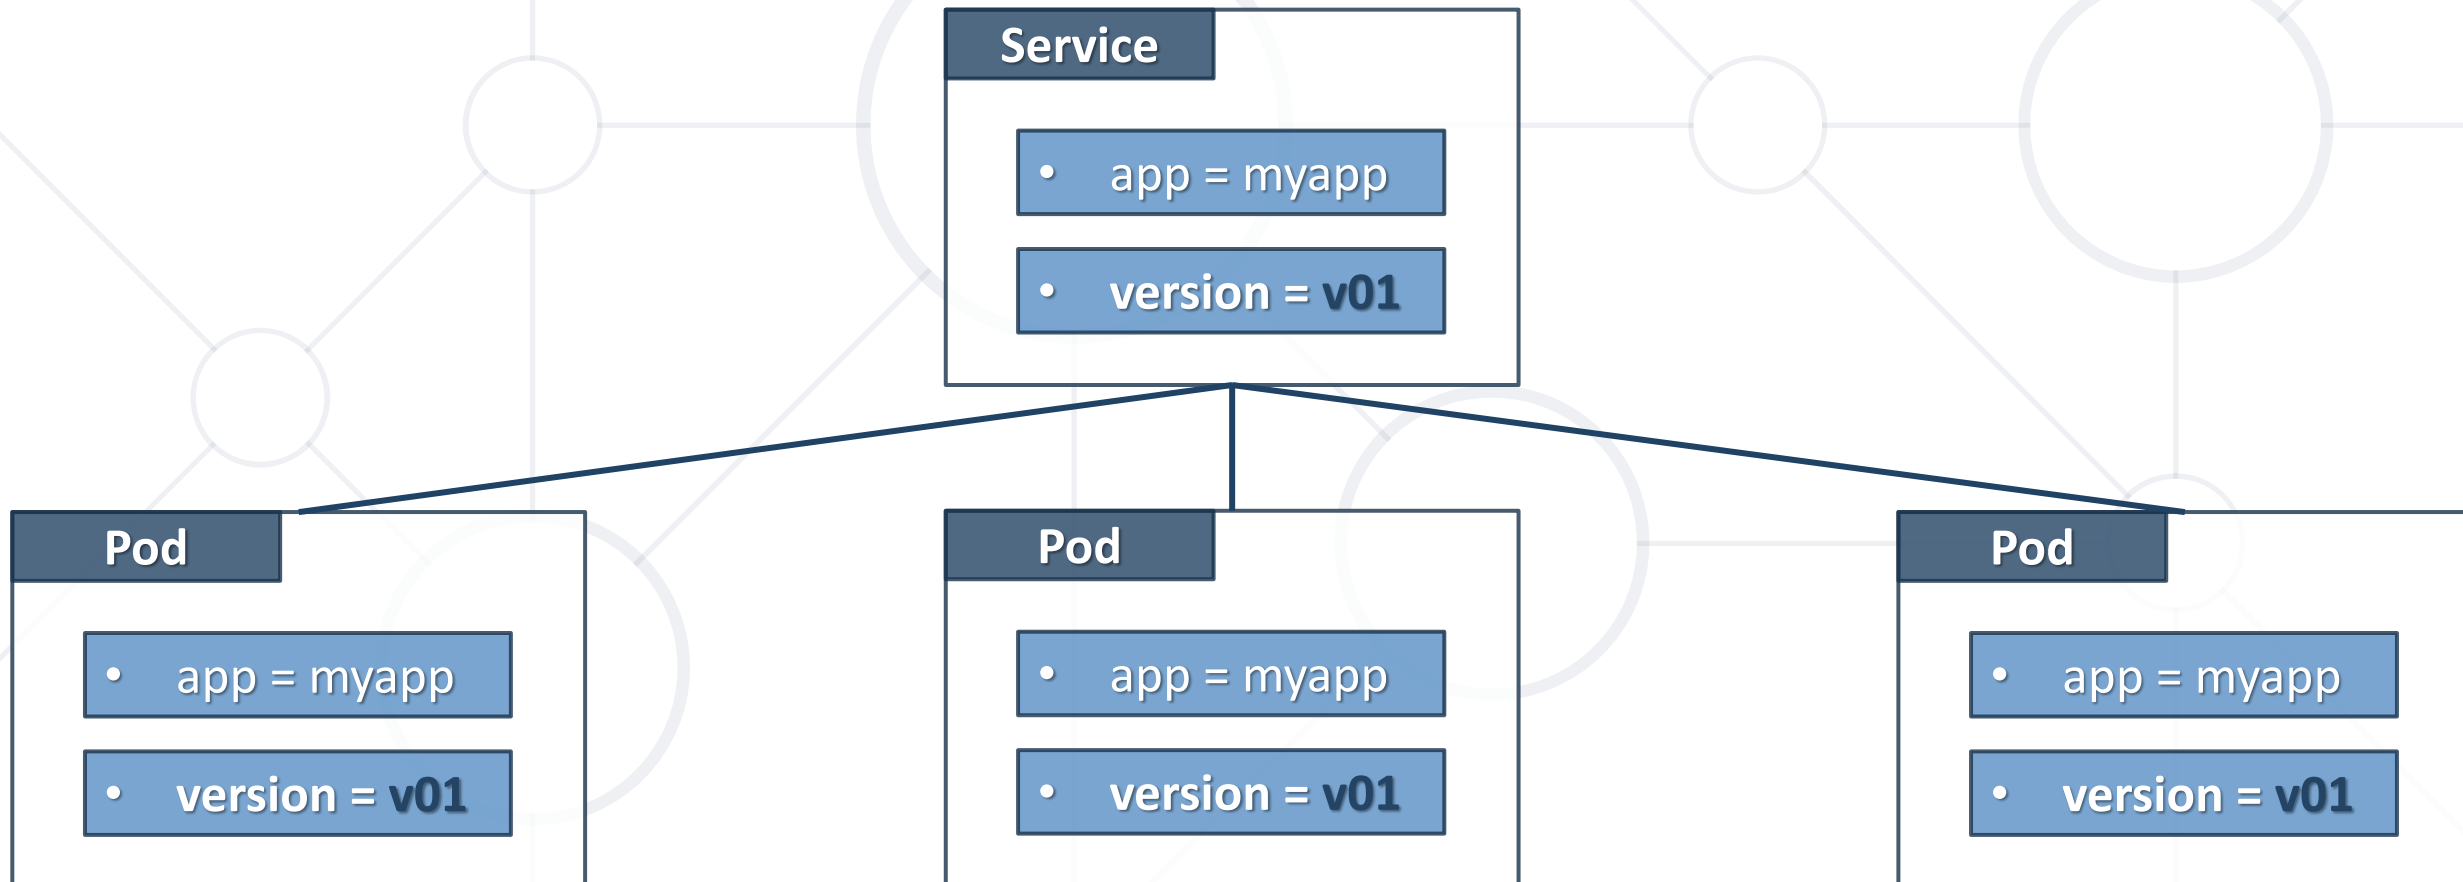 Service
• app = myapp
• version = v01
Pod
• app = myapp
• version = v01
Pod
• app = myapp
• version = v01
Pod
• app = myapp
• version = v01